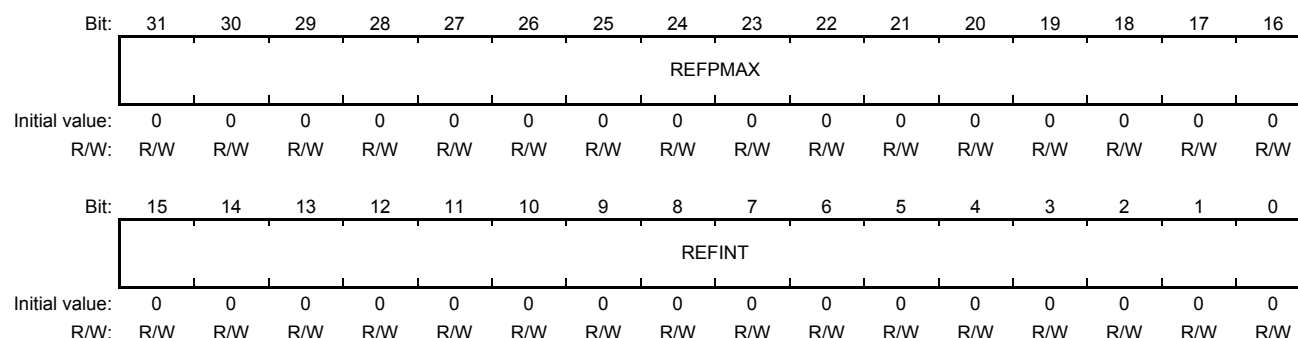 Bit: 31 30 29 28 27 26 25 24 23 22 21 20 19 18 17 16
REFPMAX
Initial value: 0 0 0 0 0 0 0 0 0 0 0 0 0 0 0 0
R/W: R/W R/W R/W R/W R/W R/W R/W R/W R/W R/W R/W R/W R/W R/W R/W R/W
Bit: 15 14 13 12 11 10 9 8 7 6 5 4 3 2 1 0
REFINT
Initial value: 0 0 0 0 0 0 0 0 0 0 0 0 0 0 0 0
R/W: R/W R/W R/W R/W R/W R/W R/W R/W R/W R/W R/W R/W R/W R/W R/W R/W